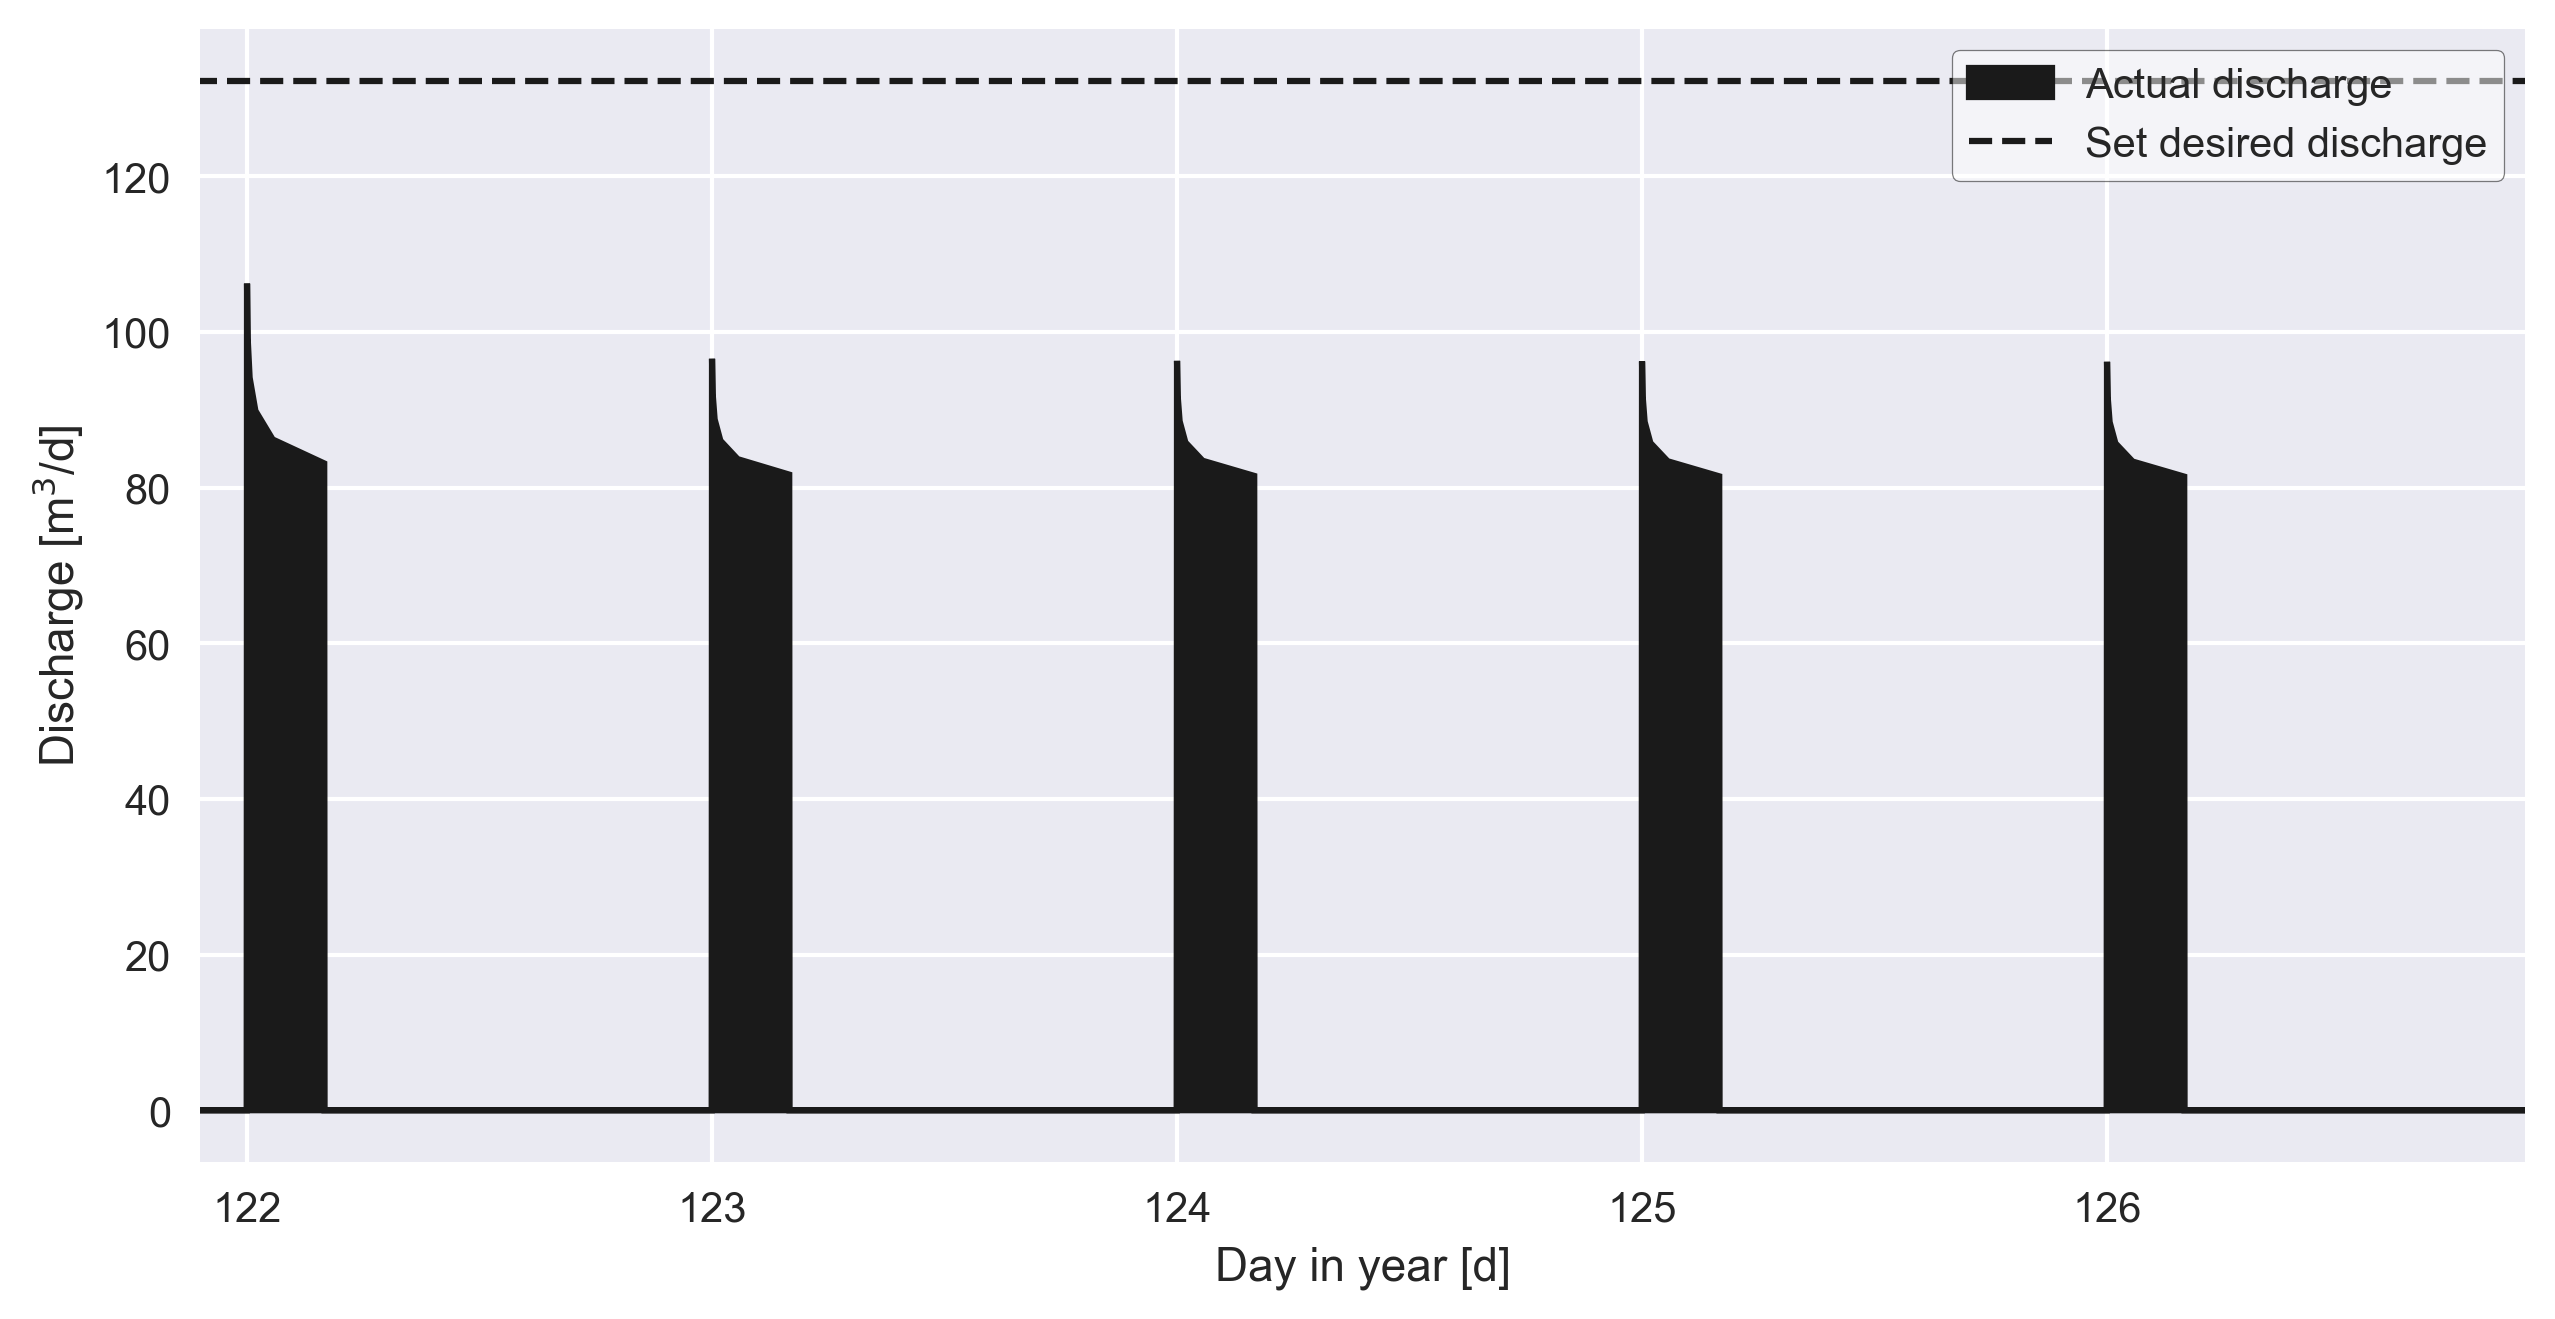 Actual discharge
Set desired discharge
120
100
80
60
40
20
0
Discharge [m³/d]
122 123 124 125 126
Day in year [d]